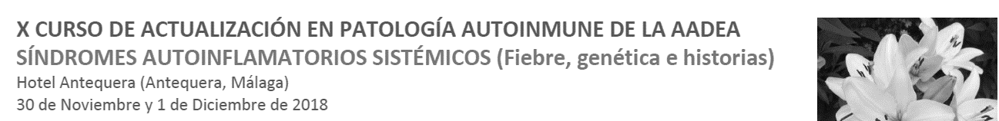 X CURSO DE ACTUALIZACIÓN EN PATOLOGÍA AUTOINMUNE DE LA AADEA
SÍNDROMES AUTOINFLAMATORIOS SISTÉMICOS (Fiebre, genética e historias)
Hotel Antequera (Antequera, Málaga)
30 de Noviembre y 1 de Diciembre de 2018